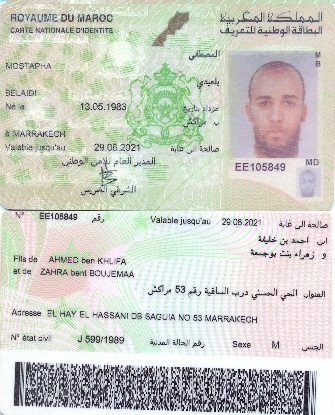 ROYAUME DU MAROC المملكة المغربية
CARTE NATIONALE D'IDENTITE البطاقة الوطنية للتعريف
المصطفى
MOSTAPHA
بلعيدي
BELAIDI
Né le 13.05.1983 مزداد بتاريخ
ب مراكش
à MARRAKECH
Valable jusqu'au 29.06.2021 صالحة الى غاية
المدير العام للأمن الوطني
EE105849 MD
الشرقي الضريس
N° EE105849 رقم Valable jusqu'au 29.06.2021 صالحة الى غاية
ابن احمد بن خليفة
Fils de AHMED ben KHLIFA
و زهراء بنت بوجمعة
et de ZAHRA bent BOUJEMAA
العنوان الحي الحسني درب الساقية رقم 53 مراكش
Adresse EL HAY EL HASSANI DB SAGUIA NO 53 MARRAKECH
N° état civil J 599/1989 رقم الحالة المدنية Sexe M الجنس